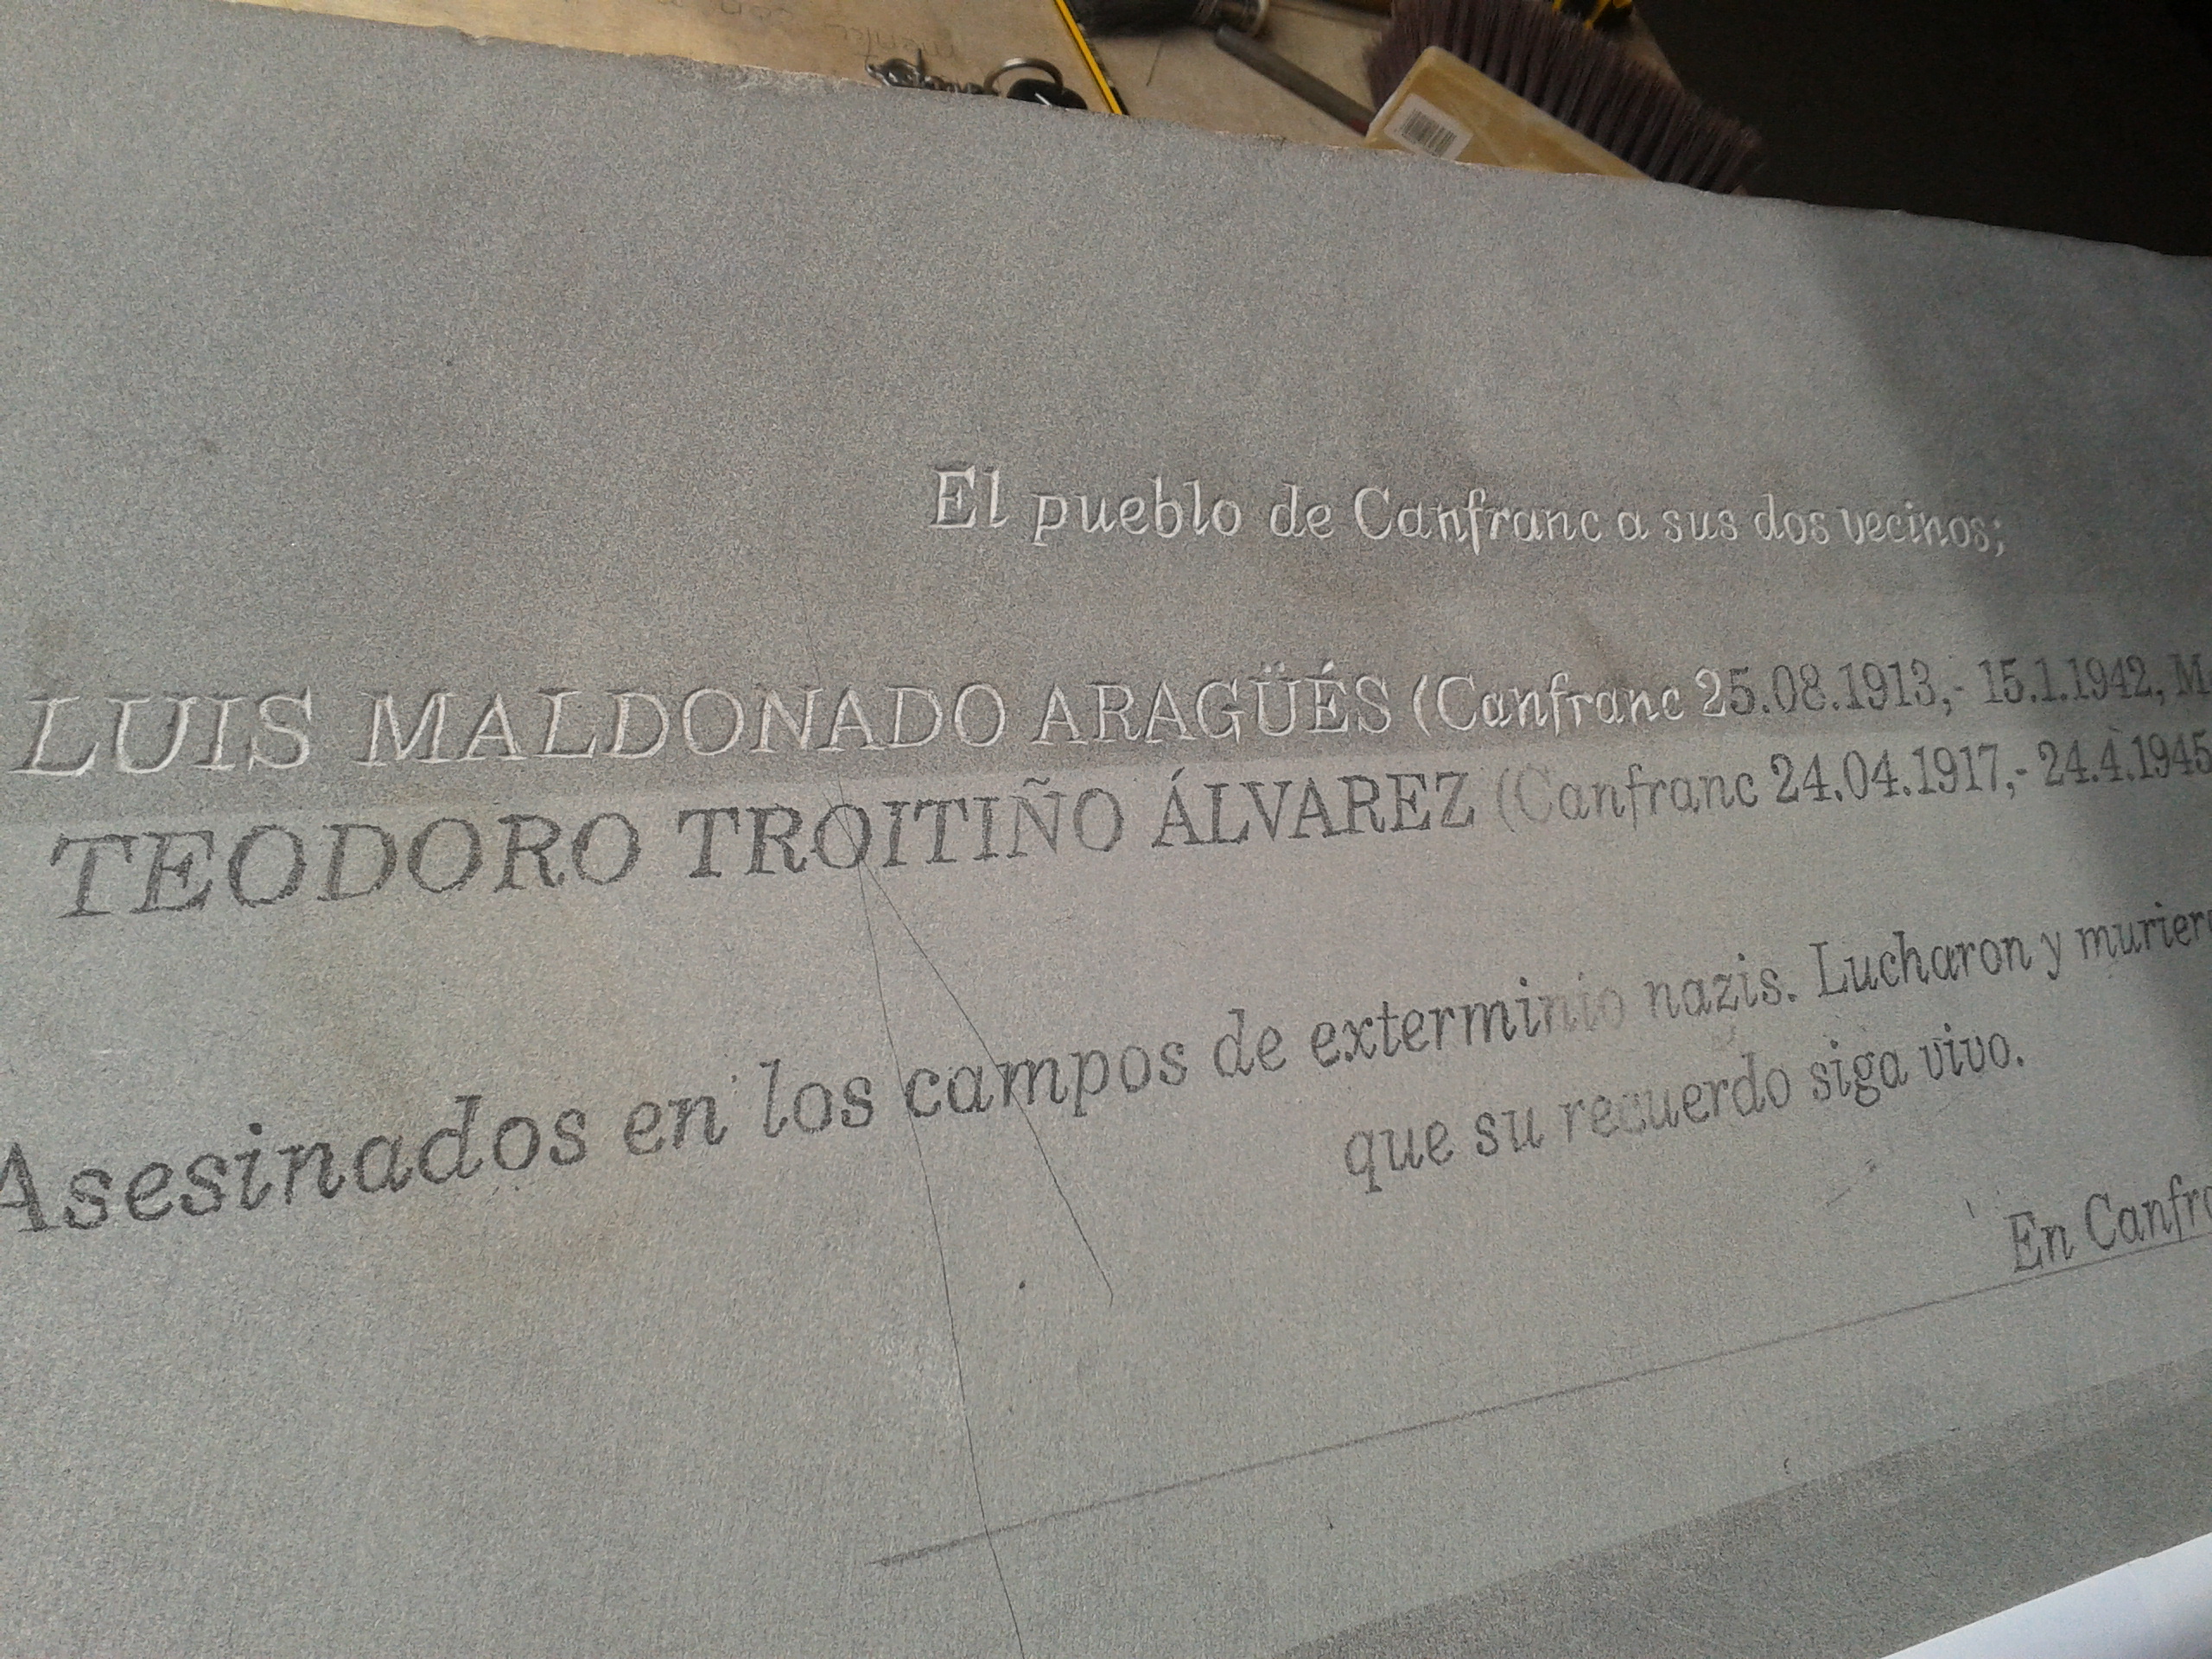 El pueblo de Canfranc a sus dos vecinos;
LUIS MALDONADO ARAGÜÉS (Canfranc 25.08.1913,- 15.1.1942,
TEODORO TROITIÑO ÁLVAREZ (Canfranc 24.04.1917,- 24.4.1945
Asesinados en los campos de exterminio nazis. Lucharon y
que su recuerdo siga vivo.
En